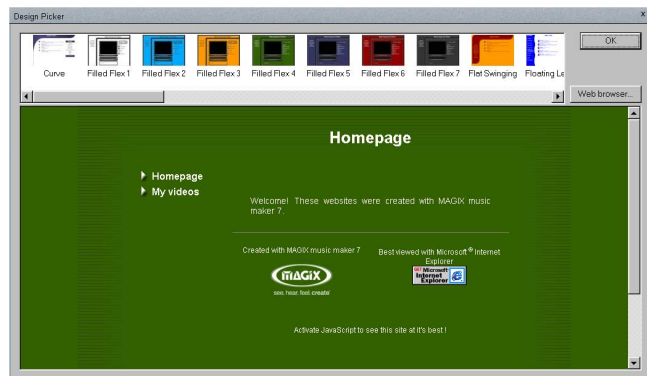 Design Picker
x
Curve
Filled Flex 1
Filled Flex 2
Filled Flex 3
Filled Flex 4
Filled Flex 5
Filled Flex 6
Filled Flex 7
Flat Swinging
Floating Le
OK
Web browser...
Homepage
Homepage
My videos
Welcome! These websites were created with MAGIX music
maker 7.
Created with MAGIX music maker 7
MAGIX
see. hear. feel. create
Best viewed with Microsoft ® Internet
Explorer
Microsoft
Internet
Explorer
Activate JavaScript to see this site at it's best !